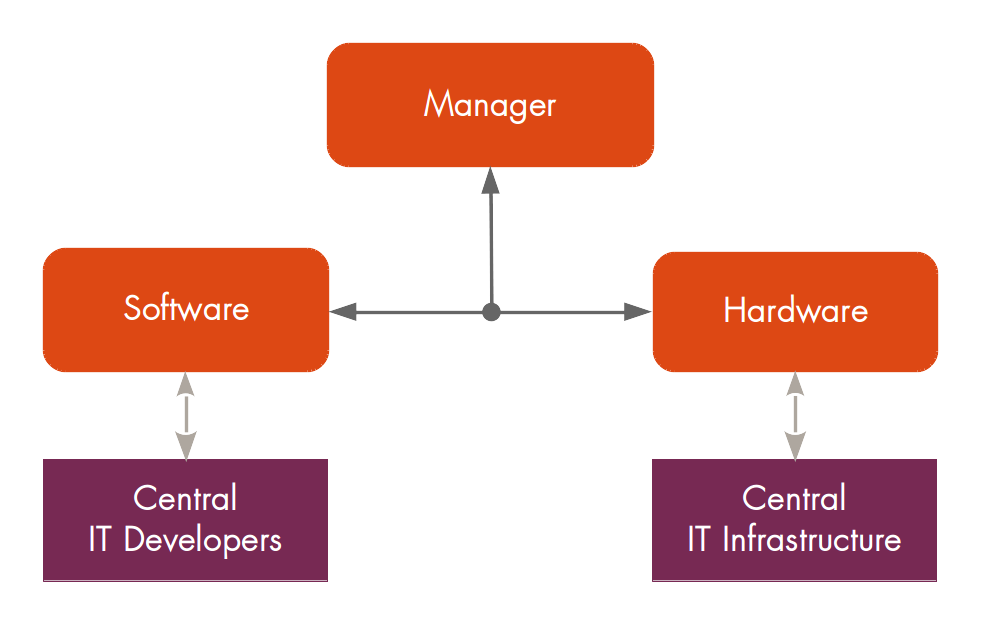 Manager
Software
Hardware
Central
IT Developers
Central
IT Infrastructure